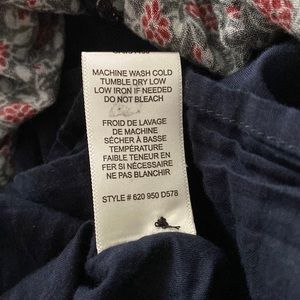 MACHINE WASH COLD
TUMBLE DRY LOW
LOW IRON IF NEEDED
DO NOT BLEACH
FROID DE LAVAGE
DE MACHINE
SÉCHER À BASSE
TEMPÉRATURE
FAIBLE TENEUR EN
FER SI NÉCESSAIRE
NE PAS BLANCHIR
STYLE # 620 950 D578